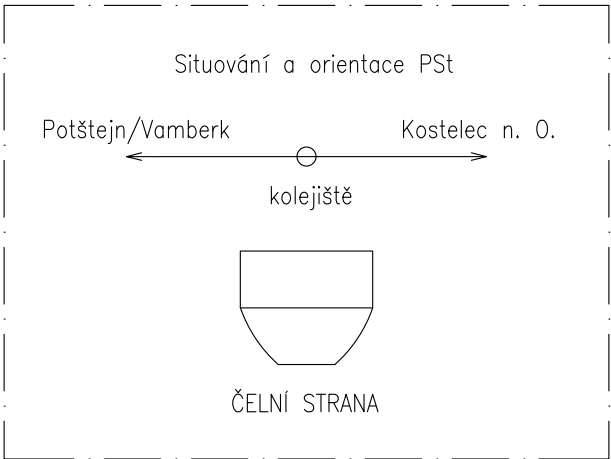 Situování a orientace PSt
Potštejn/Vamberk Kostelec n. O.
kolejiště
ČELNÍ STRANA